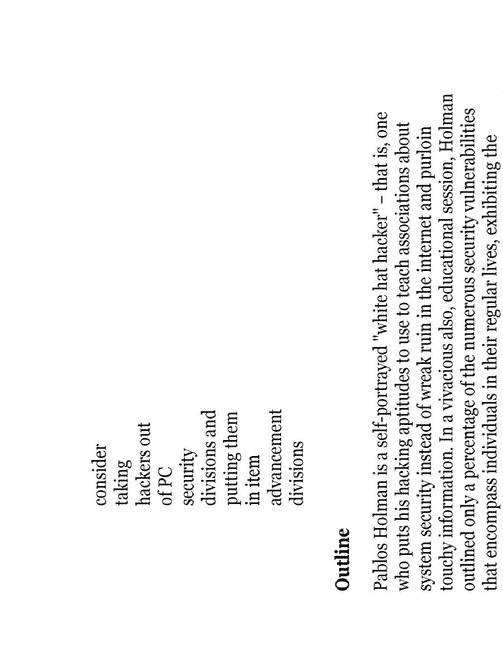 consider
taking
hackers out
of PC
security
divisions and
putting them
in item
advancement
divisions
Outline
Pablos Holman is a self-portrayed "white hat hacker" – that is, one
who puts his hacking aptitudes to use to teach associations about
system security instead of wreak ruin in the internet and purloin
touchy information. In a vivacious also, educational session, Holman
outlined only a percentage of the numerous security vulnerabilities
that encompass individuals in their regular lives, exhibiting the